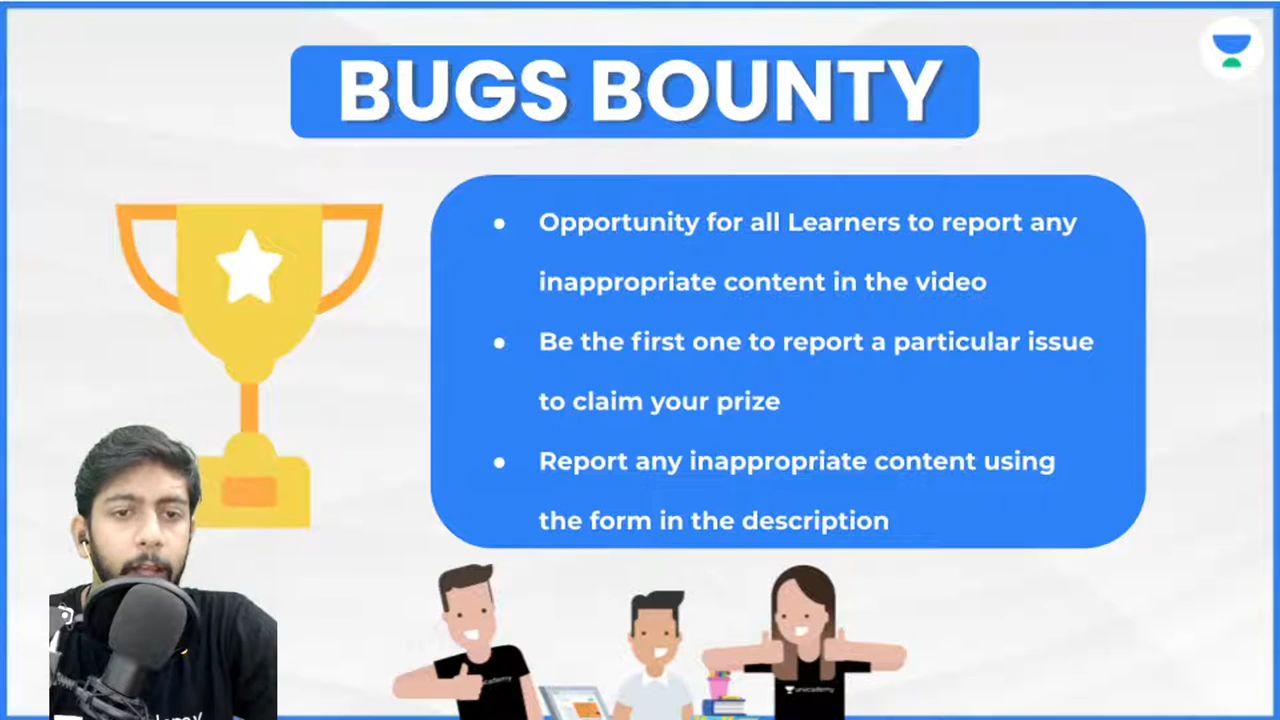 BUGS BOUNTY
● Opportunity for all Learners to report any
inappropriate content in the video
● Be the first one to report a particular issue
to claim your prize
● Report any inappropriate content using
the form in the description
unacademy